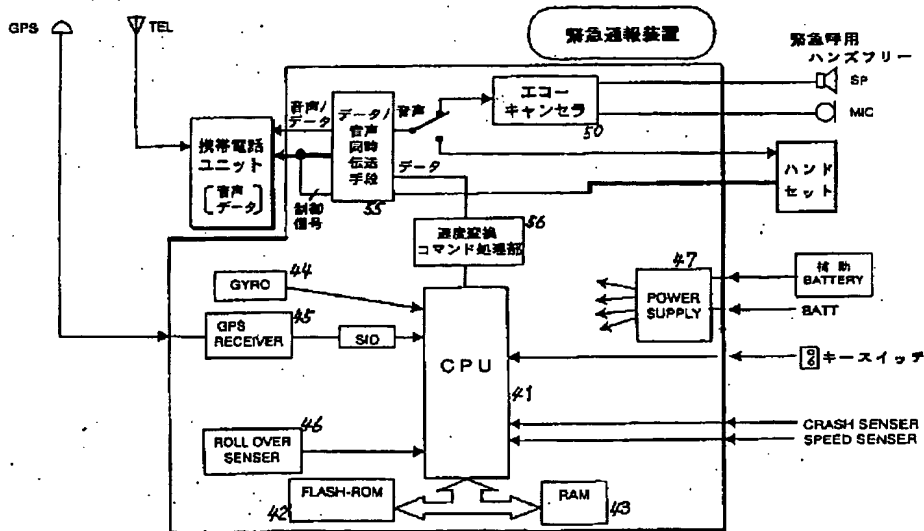 GPS
TEL
緊急通報装置
緊急呼用
ハンズフリー
SP
MIC
エコー
キャンセラ
50
音声/
データ
データ/
音声
同時
伝送
手段
55
音声
データ
携帯電話
ユニット
音声
データ
制御
信号
ハンド
セット
速度変換
コマンド処理部
56
GYRO
44
GPS
RECEIVER
45
SIO
CPU
41
POWER
SUPPLY
47
補助
BATTERY
BATT
キースイッチ
CRASH SENSER
SPEED SENSER
ROLL OVER
SENSER
46
FLASH-ROM
42
RAM
43